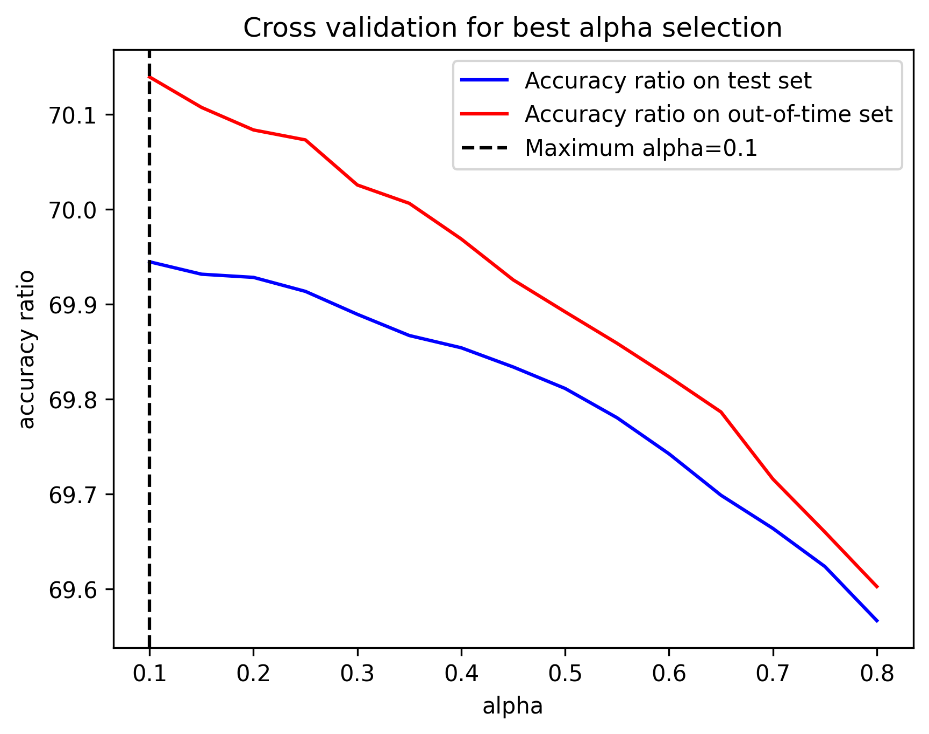 Cross validation for best alpha selection
Accuracy ratio on test set
Accuracy ratio on out-of-time set
Maximum alpha=0.1
accuracy ratio
70.1
70.0
69.9
69.8
69.7
69.6
0.1 0.2 0.3 0.4 0.5 0.6 0.7 0.8
alpha